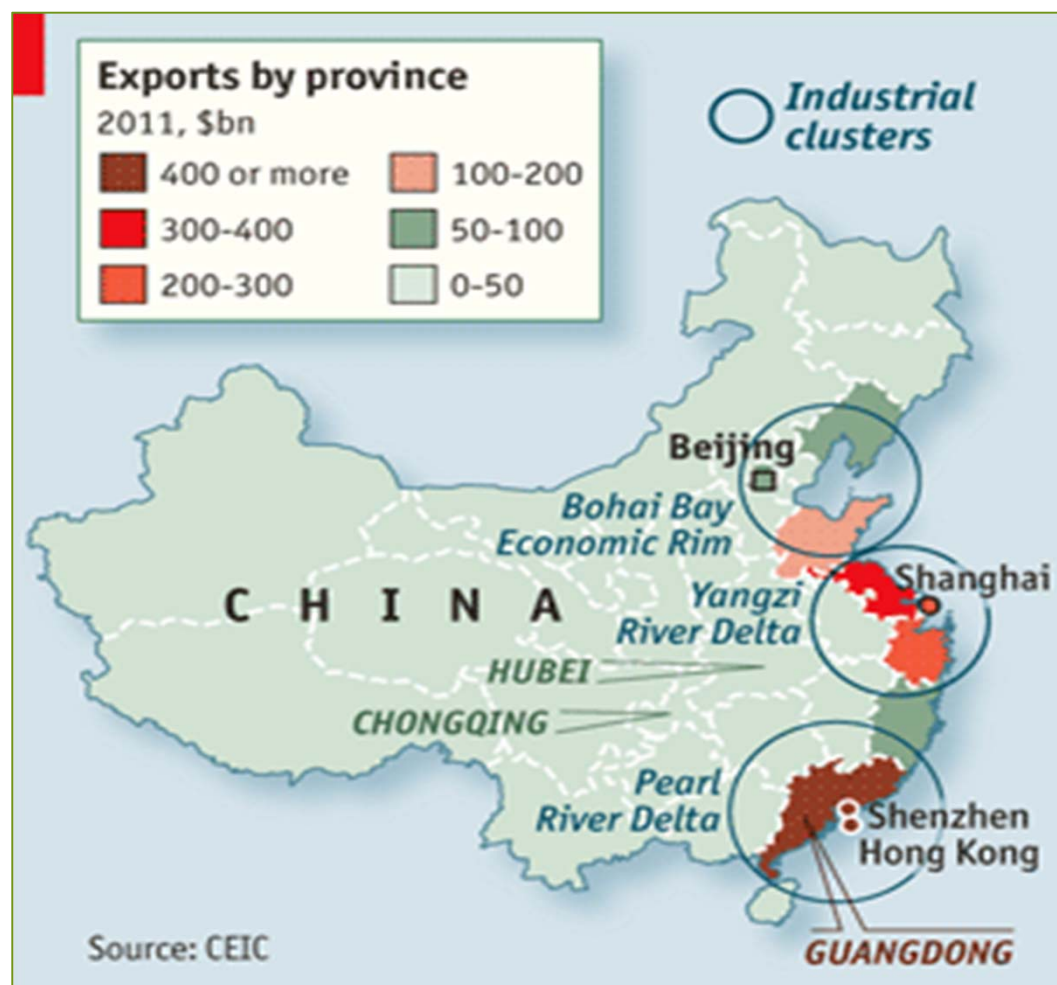 Exports by province
2011, $bn
400 or more
100-200
300-400
50-100
200-300
0-50
Industrial
clusters
Beijing
Bohai Bay
Economic Rim
Shanghai
Yangzi
River Delta
CHINA
HUBEI
CHONGQING
Pearl
River Delta
Shenzhen
Hong Kong
GUANGDONG
Source: CEIC